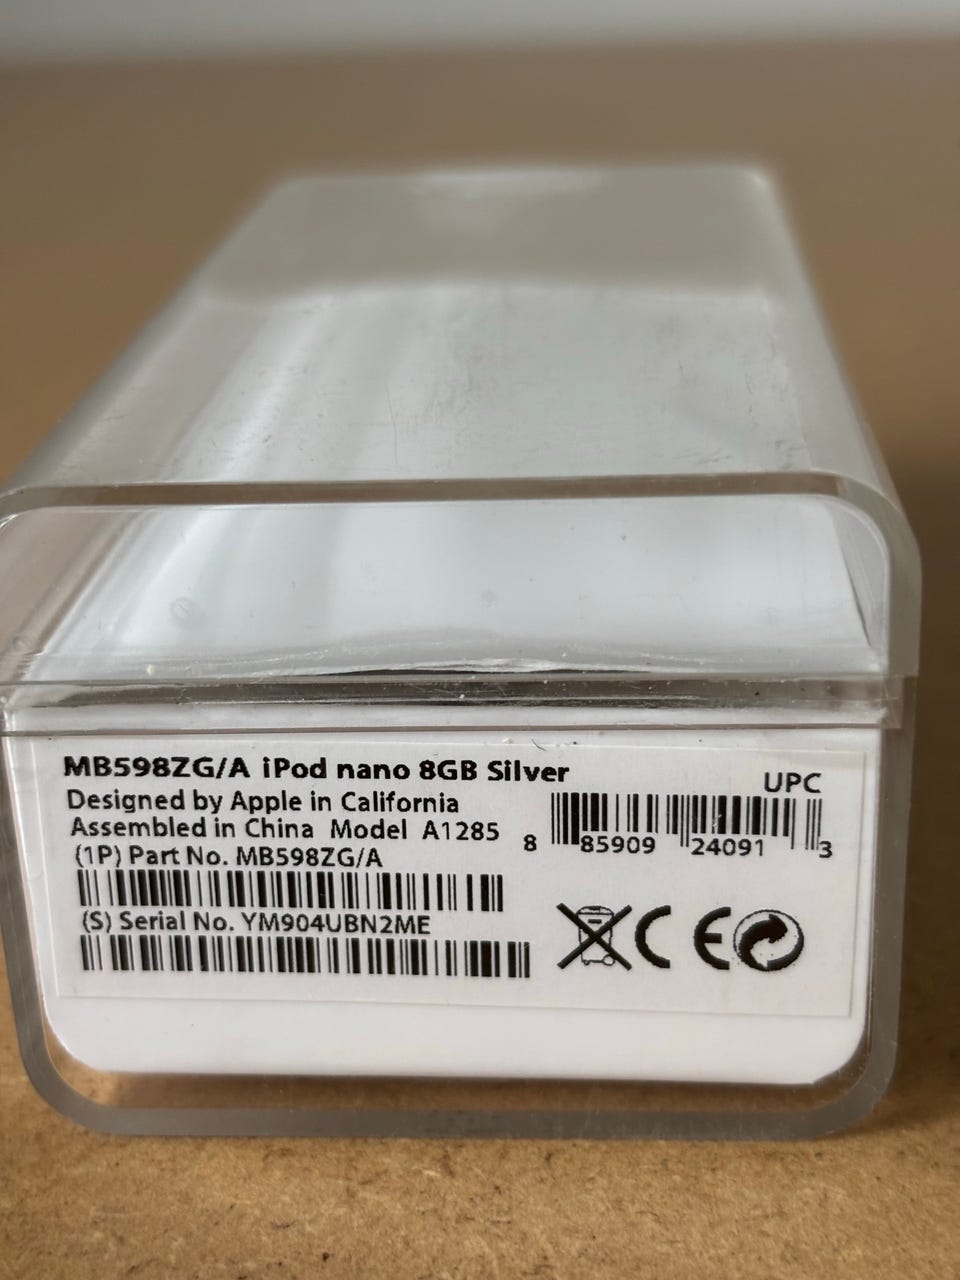 MB598ZG/A iPod nano 8GB Silver
UPC
Designed by Apple in California
Assembled in China Model A1285
8 85909 24091 3
(1P) Part No. MB598ZG/A
(S) Serial No. YM904UBN2ME
CE